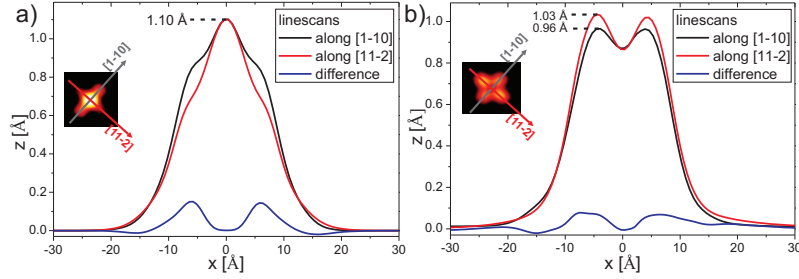 a)
1.10 Å
linescans
along [1-10]
along [11-2]
difference
[1-10]
[11-2]
z [Å]
1.0
0.8
0.6
0.4
0.2
0.0
-30 -20 -10 0 10 20 30
x [Å]
b)
1.03 Å
0.96 Å
linescans
along [1-10]
along [11-2]
difference
[1-10]
[11-2]
z [Å]
1.0
0.8
0.6
0.4
0.2
0.0
-30 -20 -10 0 10 20 30
x [Å]